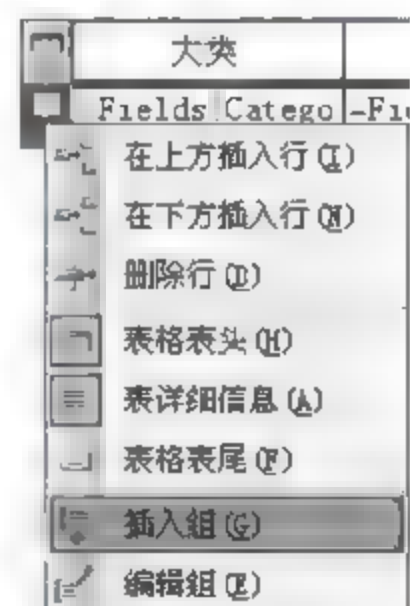 大类
Fields!Catego -Fi
在上方插入行(I)
在下方插入行(N)
删除行(D)
表格表头(H)
表详细信息(A)
表格表尾(F)
插入组(G)
编辑组(E)